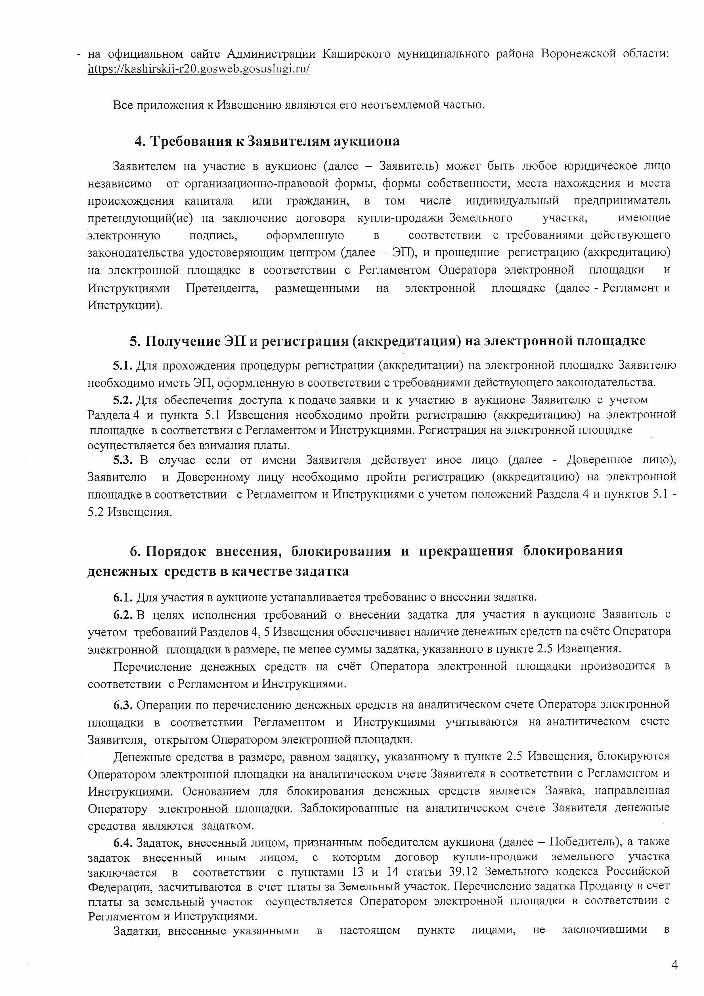 - на официальном сайте Администрации Каширского муниципального района Воронежской области:
https://kashirskij-r20.gosweb.gosuslugi.ru/
Все приложения к Извещению являются его неотъемлемой частью.
4. Требования к Заявителям аукциона
Заявителем на участие в аукционе (далее – Заявитель) может быть любое юридическое лицо
независимо от организационно-правовой формы, формы собственности, места нахождения и места
происхождения капитала или гражданин, в том числе индивидуальный предприниматель
претендующий(ие) на заключение договора купли-продажи Земельного участка, имеющие
электронную подпись, оформленную в соответствии с требованиями действующего
законодательства удостоверяющим центром (далее – ЭП), и прошедшие регистрацию (аккредитацию)
на электронной площадке в соответствии с Регламентом Оператора электронной площадки и
Инструкциями Претендента, размещенными на электронной площадке (далее - Регламент и
Инструкции).
5. Получение ЭП и регистрация (аккредитация) на электронной площадке
5.1. Для прохождения процедуры регистрации (аккредитации) на электронной площадке Заявителю
необходимо иметь ЭП, оформленную в соответствии с требованиями действующего законодательства.
5.2. Для обеспечения доступа к подаче заявки и к участию в аукционе Заявителю с учетом
Раздела 4 и пункта 5.1 Извещения необходимо пройти регистрацию (аккредитацию) на электронной
площадке в соответствии с Регламентом и Инструкциями. Регистрация на электронной площадке
осуществляется без взимания платы.
5.3. В случае если от имени Заявителя действует иное лицо (далее - Доверенное лицо),
Заявителю и Доверенному лицу необходимо пройти регистрацию (аккредитацию) на электронной
площадке в соответствии с Регламентом и Инструкциями с учетом положений Раздела 4 и пунктов 5.1 -
5.2 Извещения.
6. Порядок внесения, блокирования и прекращения блокирования
денежных средств в качестве задатка
6.1. Для участия в аукционе устанавливается требование о внесении задатка.
6.2. В целях исполнения требований о внесении задатка для участия в аукционе Заявитель с
учетом требований Разделов 4, 5 Извещения обеспечивает наличие денежных средств на счёте Оператора
электронной площадки в размере, не менее суммы задатка, указанного в пункте 2.5 Извещения.
Перечисление денежных средств на счёт Оператора электронной площадки производится в
соответствии с Регламентом и Инструкциями.
6.3. Операции по перечислению денежных средств на аналитическом счете Оператора электронной
площадки в соответствии Регламентом и Инструкциями учитываются на аналитическом счете
Заявителя, открытом Оператором электронной площадки.
Денежные средства в размере, равном задатку, указанному в пункте 2.5 Извещения, блокируются
Оператором электронной площадки на аналитическом счете Заявителя в соответствии с Регламентом и
Инструкциями. Основанием для блокирования денежных средств является Заявка, направленная
Оператору электронной площадки. Заблокированные на аналитическом счете Заявителя денежные
средства являются задатком.
6.4. Задаток, внесенный лицом, признанным победителем аукциона (далее – Победитель), а также
задаток внесенный иным лицом, с которым договор купли-продажи земельного участка
заключается в соответствии с пунктами 13 и 14 статьи 39.12 Земельного кодекса Российской
Федерации, засчитываются в счет платы за Земельный участок. Перечисление задатка Продавцу в счет
платы за земельный участок осуществляется Оператором электронной площадки в соответствии с
Регламентом и Инструкциями.
Задатки, внесенные указанными в настоящем пункте лицами, не заключившими в
4